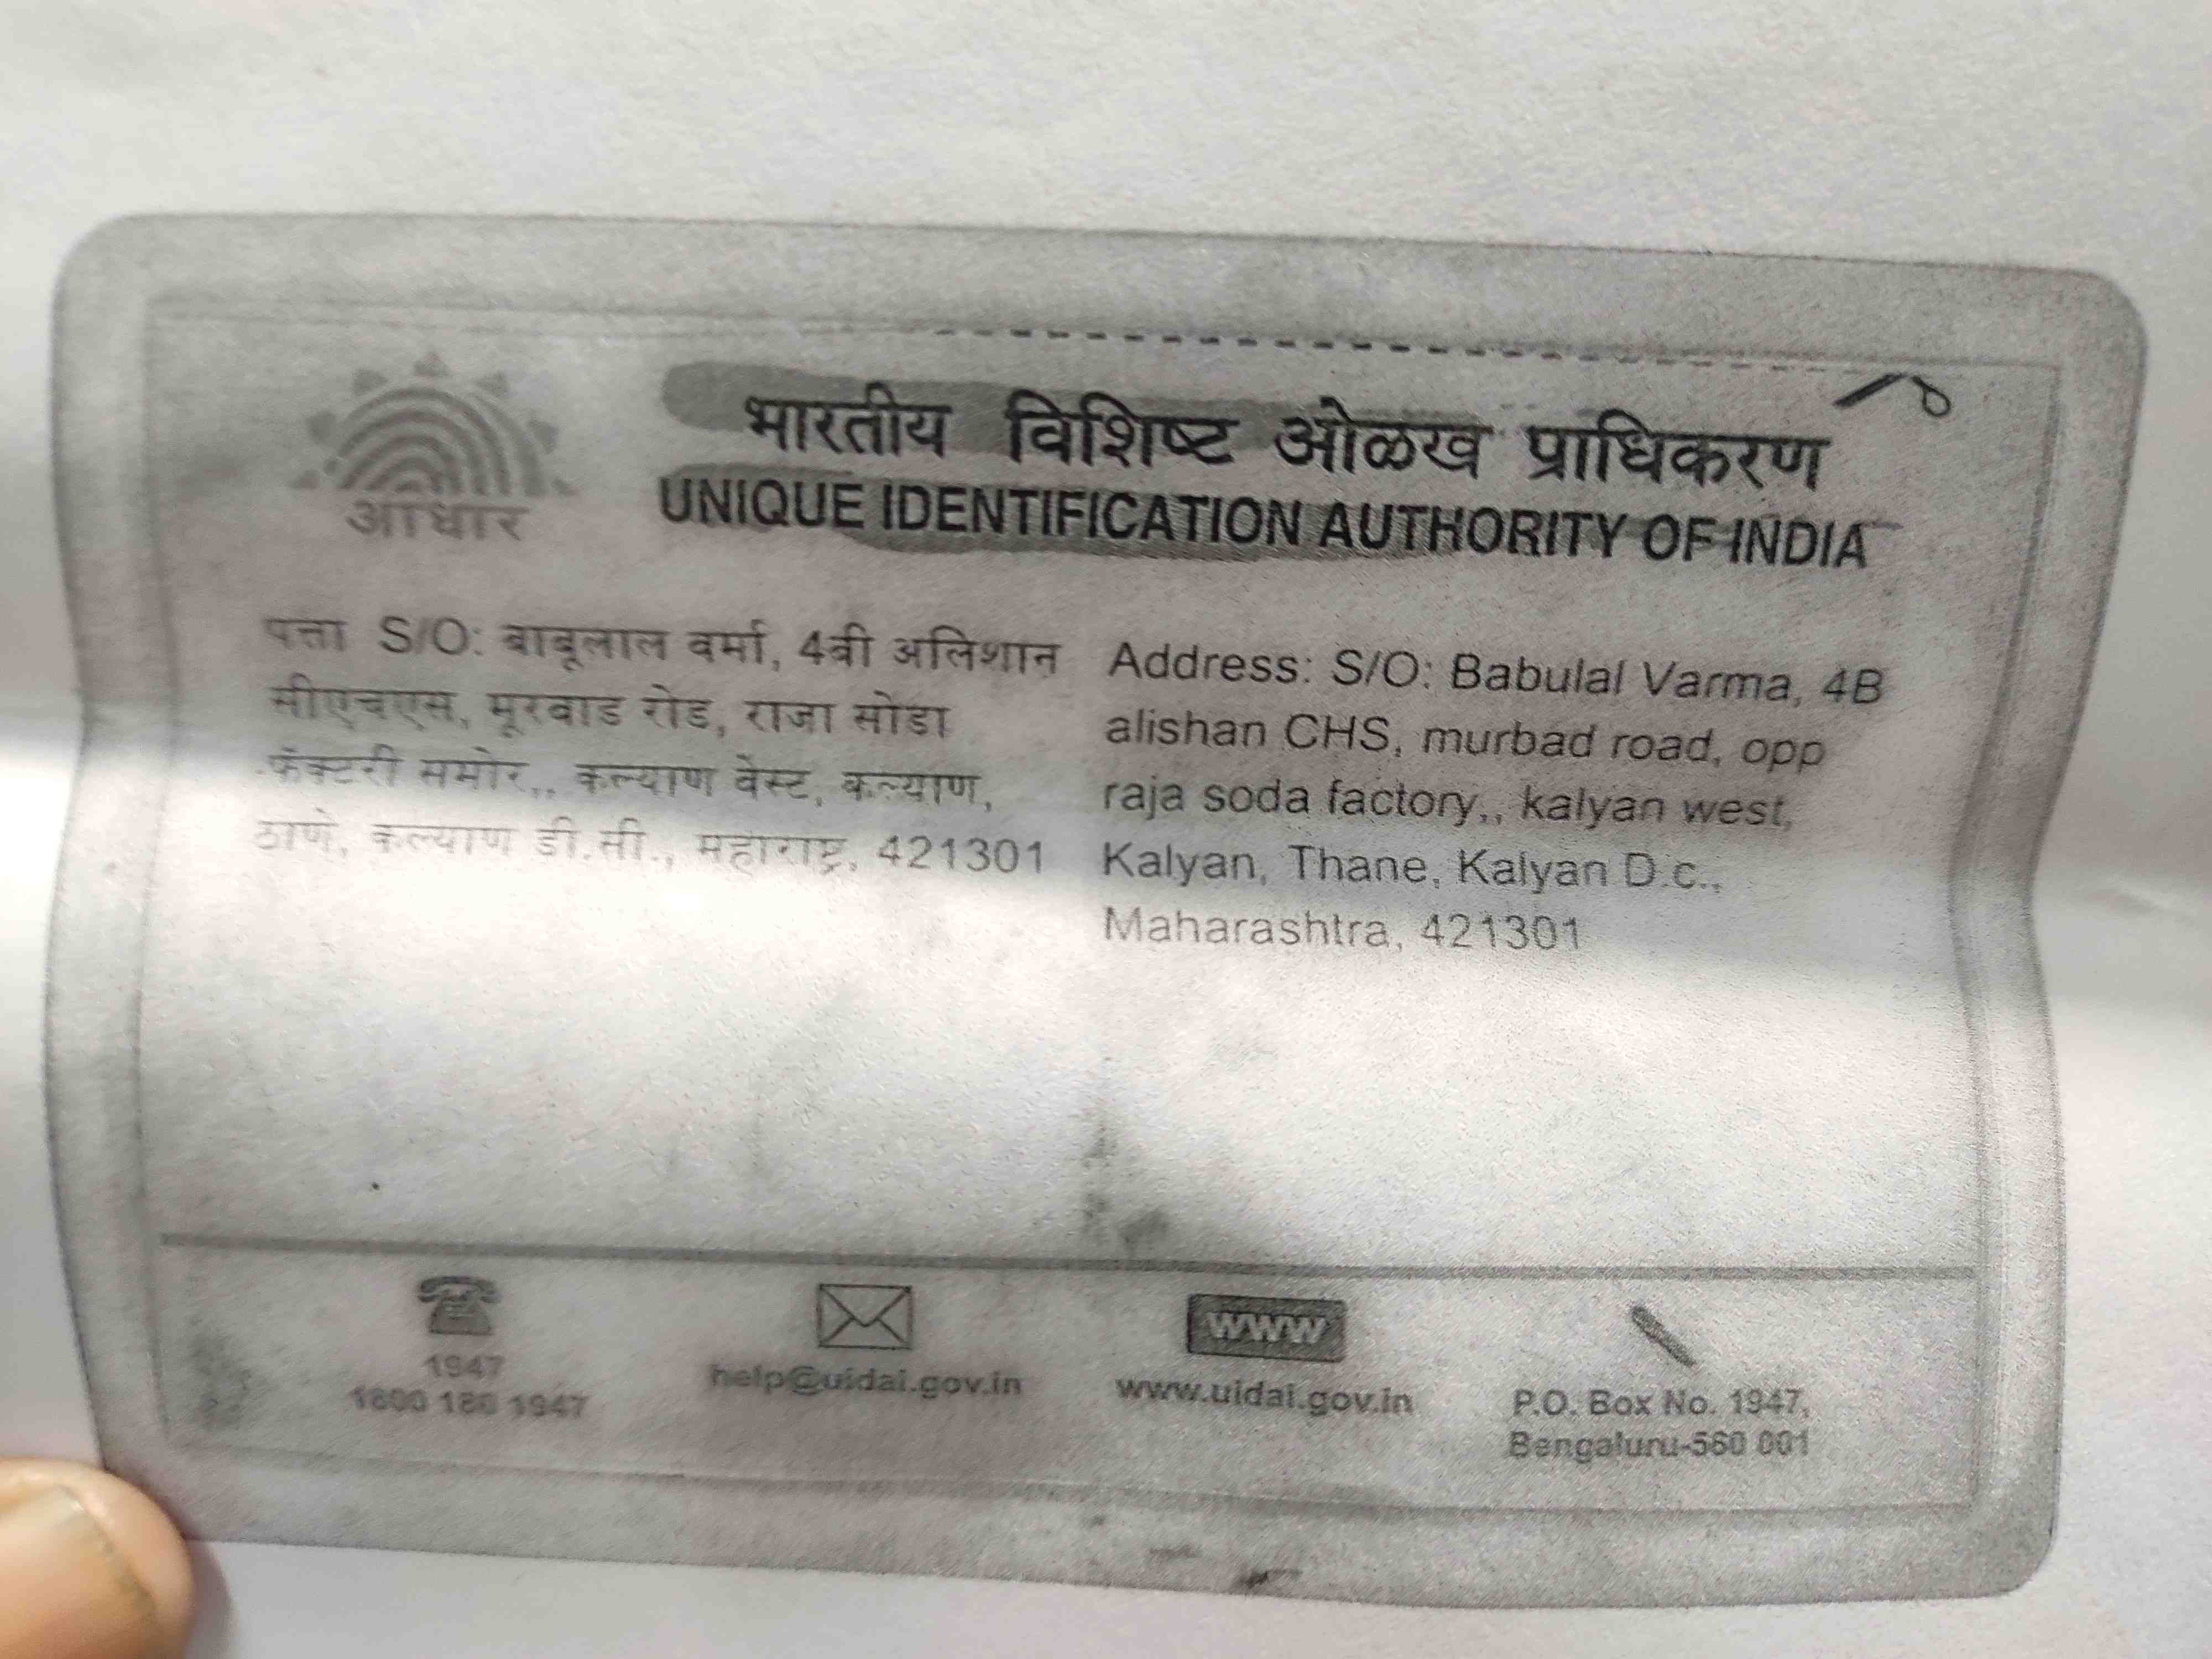 आधार
भारतीय विशिष्ट ओळख प्राधिकरण
UNIQUE IDENTIFICATION AUTHORITY OF INDIA
पत्ता S/O: बाबूलाल वर्मा, 4बी अलिशान
सीएचएस, मूरबाड रोड, राजा सोडा
फॅक्टरी समोर,, कल्याण वेस्ट, कल्याण,
ठाणे, कल्याण डी.सी., महाराष्ट्र, 421301
Address: S/O: Babulal Varma, 4B
alishan CHS, murbad road, opp
raja soda factory,, kalyan west,
Kalyan, Thane, Kalyan D.c.,
Maharashtra, 421301
1947
1800 180 1947
help@uidai.gov.in
www
www.uidai.gov.in
P.O. Box No. 1947,
Bengaluru-560 001